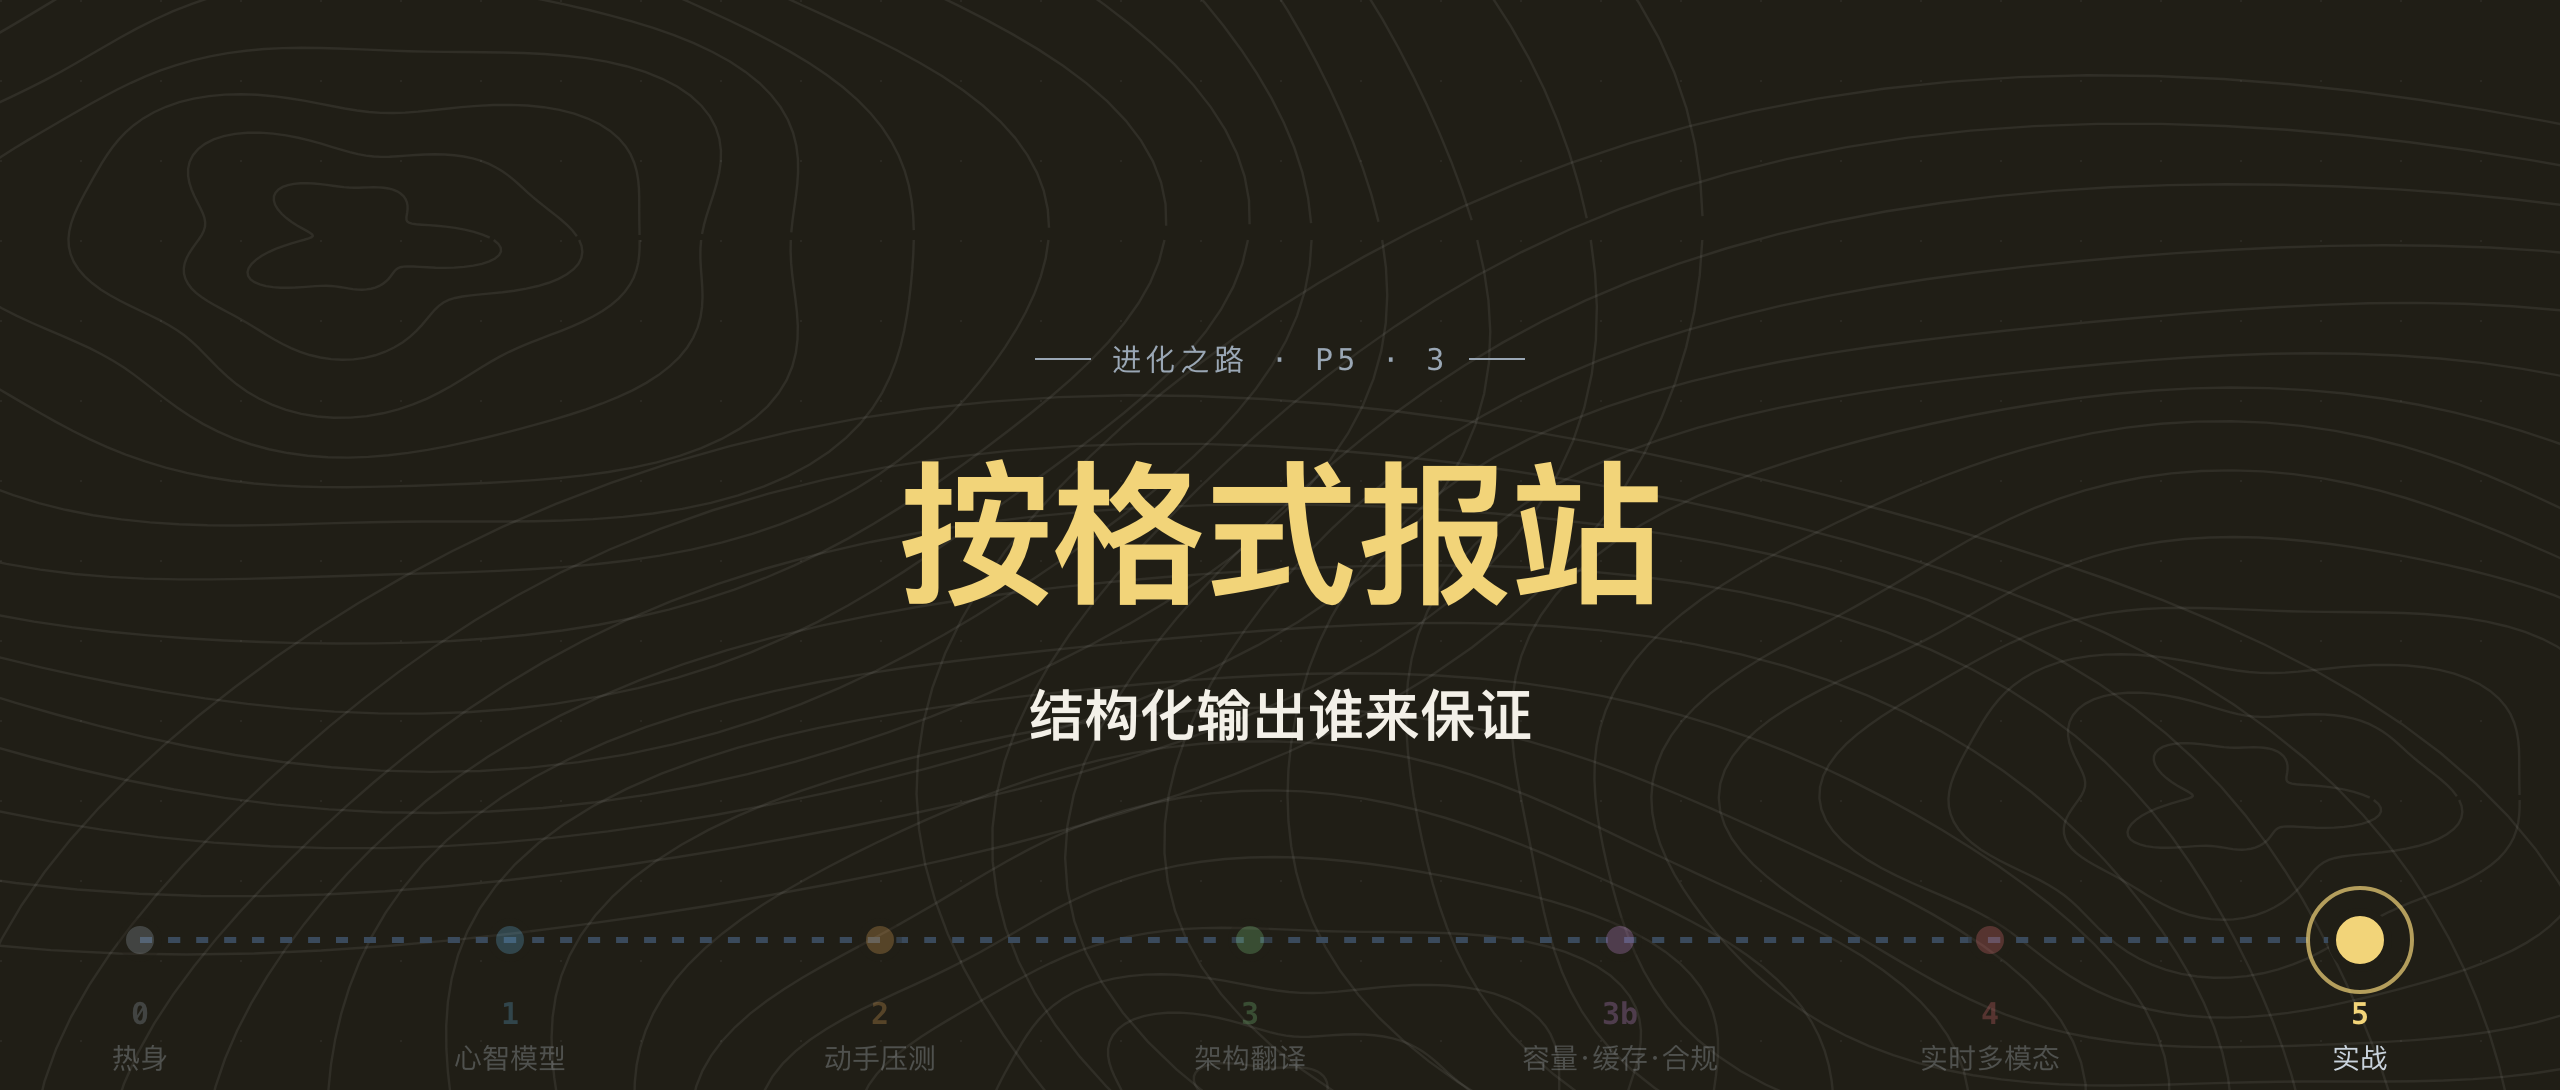 进化之路 · P5 · 3
按格式报站
结构化输出谁来保证
0 1 2 3 3b 4 5
热身 心智模型 动手压测 架构翻译 容量·缓存·合规 实时多模态 实战